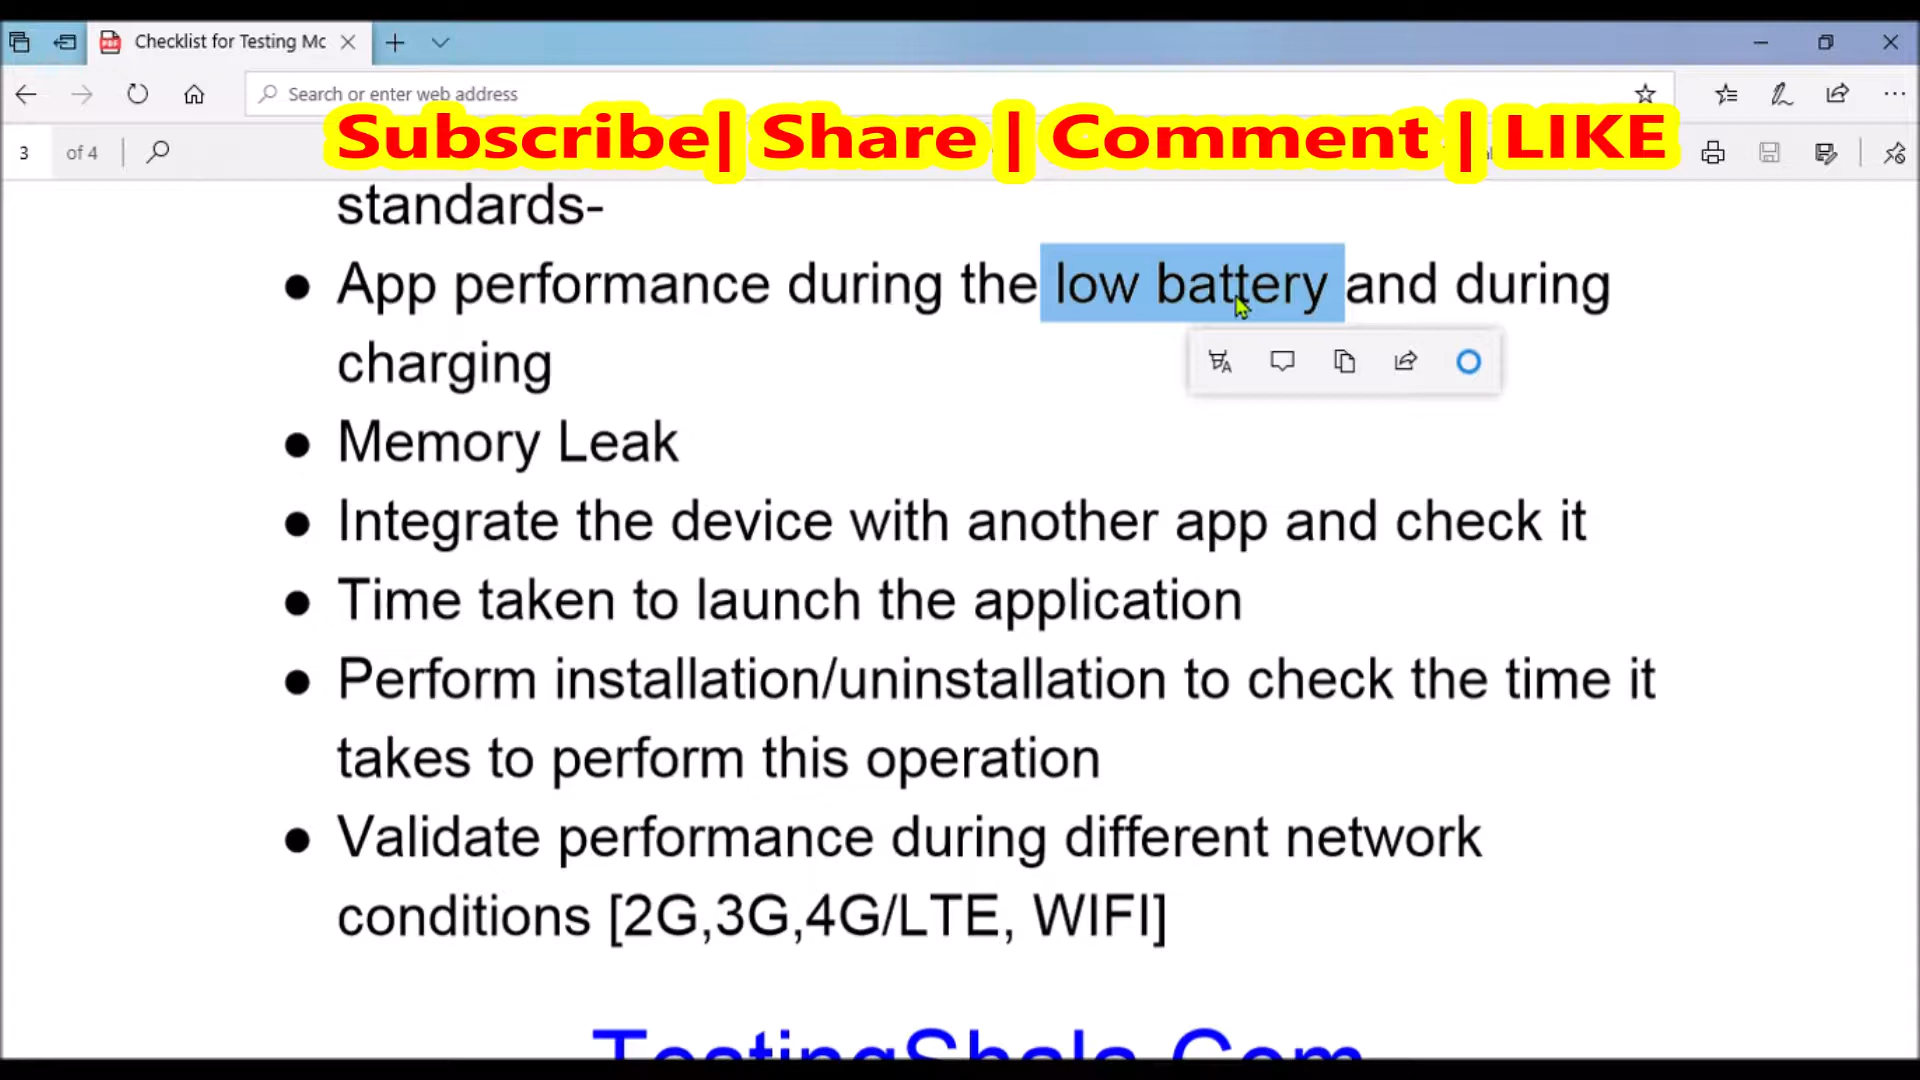 Checklist for Testing Mc
Search or enter web address
Subscribe| Share | Comment | LIKE
3 of 4
standards-
● App performance during the low battery and during
charging
● Memory Leak
● Integrate the device with another app and check it
● Time taken to launch the application
● Perform installation/uninstallation to check the time it
takes to perform this operation
● Validate performance during different network
conditions [2G,3G,4G/LTE, WIFI]
TestingShala.Com